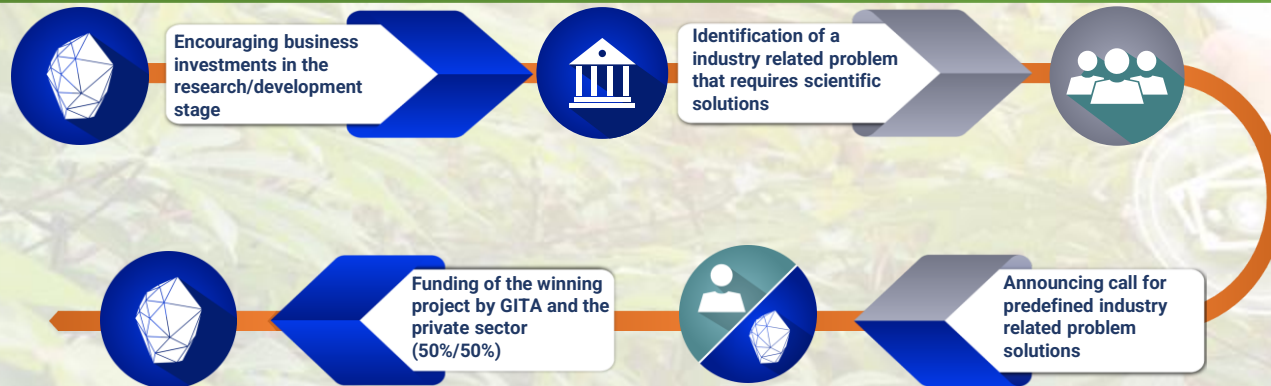 Encouraging business
investments in the
research/development
stage
Identification of a
industry related problem
that requires scientific
solutions
Announcing call for
predefined industry
related problem
solutions
Funding of the winning
project by GITA and the
private sector
(50%/50%)